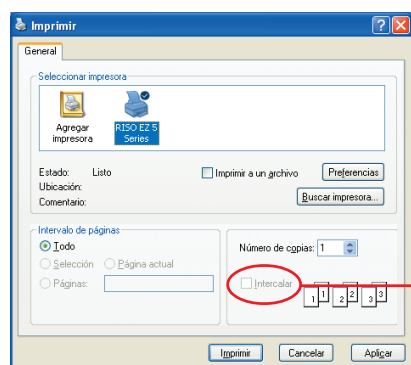 Imprimir
General
Seleccionar impresora
Agregar
impresora
RISO EZ 5
Series
Estado: Listo
Ubicación:
Comentario:
Imprimir a un archivo
Preferencias
Buscar impresora...
Intervalo de páginas
Todo
Selección Página actual
Páginas:
Número de copias: 1
Intercalar
1 1 2 2 3 3
Imprimir Cancelar Aplicar